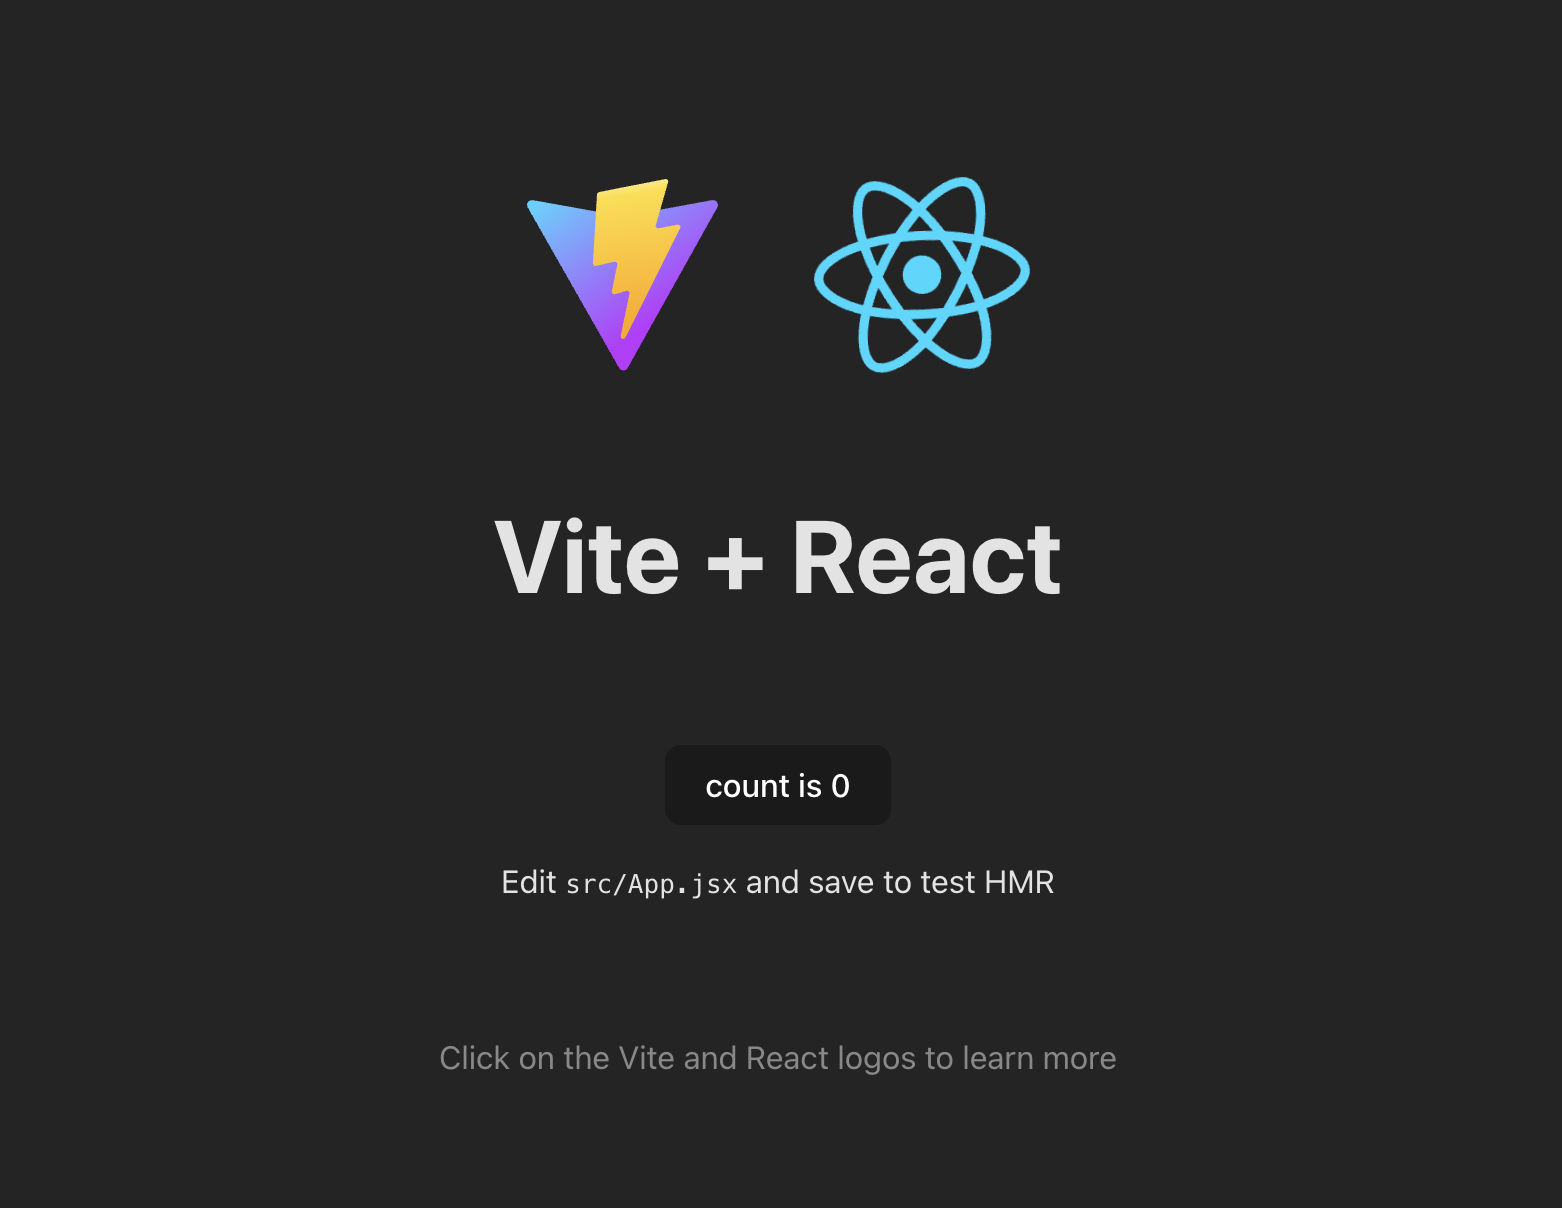 Vite + React
count is 0
Edit src/App.jsx and save to test HMR
Click on the Vite and React logos to learn more